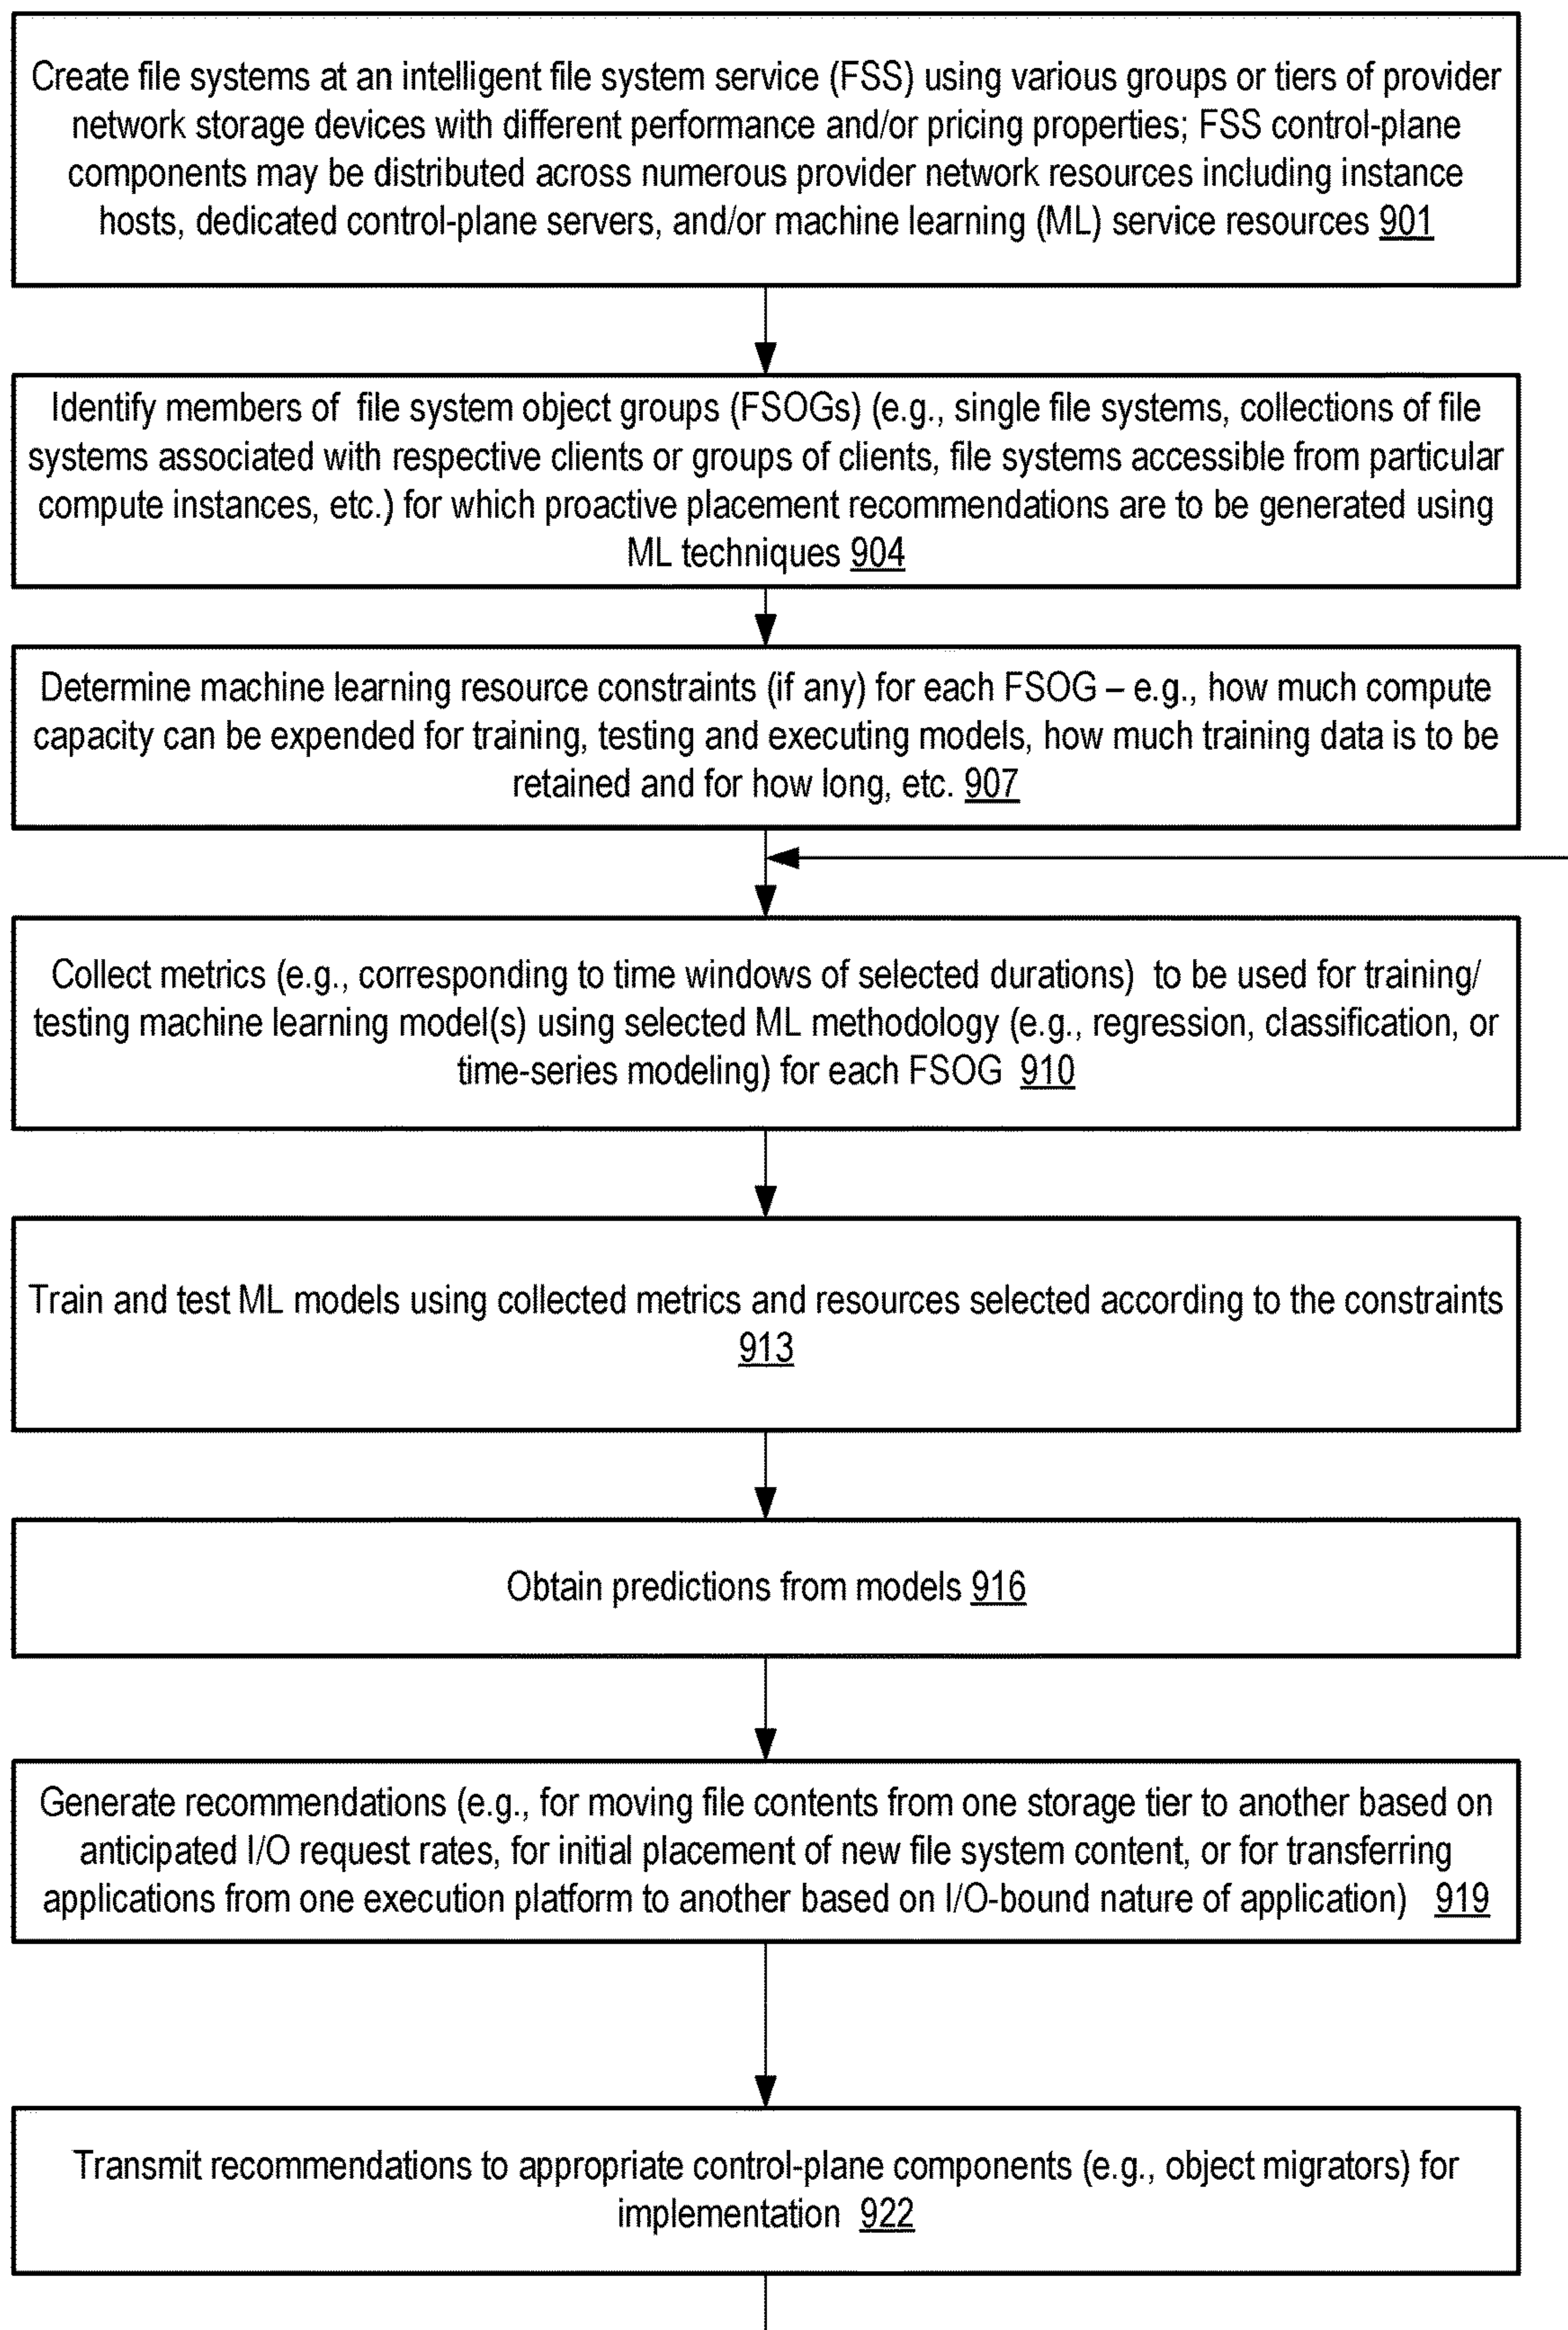 Create file systems at an intelligent file system service (FSS) using various groups or tiers of provider
network storage devices with different performance and/or pricing properties; FSS control-plane
components may be distributed across numerous provider network resources including instance
hosts, dedicated control-plane servers, and/or machine learning (ML) service resources 901
Identify members of file system object groups (FSOGs) (e.g., single file systems, collections of file
systems associated with respective clients or groups of clients, file systems accessible from particular
compute instances, etc.) for which proactive placement recommendations are to be generated using
ML techniques 904
Determine machine learning resource constraints (if any) for each FSOG – e.g., how much compute
capacity can be expended for training, testing and executing models, how much training data is to be
retained and for how long, etc. 907
Collect metrics (e.g., corresponding to time windows of selected durations) to be used for training/
testing machine learning model(s) using selected ML methodology (e.g., regression, classification, or
time-series modeling) for each FSOG 910
Train and test ML models using collected metrics and resources selected according to the constraints
913
Obtain predictions from models 916
Generate recommendations (e.g., for moving file contents from one storage tier to another based on
anticipated I/O request rates, for initial placement of new file system content, or for transferring
applications from one execution platform to another based on I/O-bound nature of application) 919
Transmit recommendations to appropriate control-plane components (e.g., object migrators) for
implementation 922